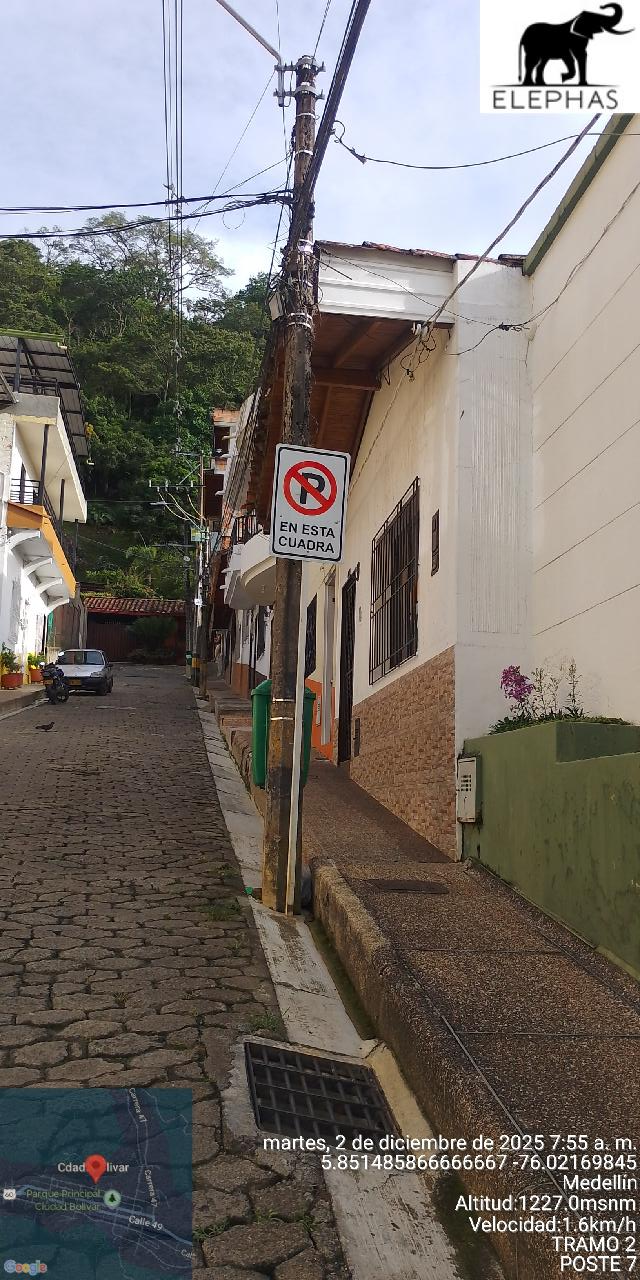 ELEPHAS
P
EN ESTA
CUADRA
martes, 2 de diciembre de 2025 7:55 a. m.
5.851485866666667 -76.02169845
Medellín
Altitud:1227.0msnm
Velocidad:1.6km/h
TRAMO 2
POSTE 7
Carrera 47
Cdad Bolívar
60
Parque Principal
Ciudad Bolívar
Carrera 47
Calle 49
Google